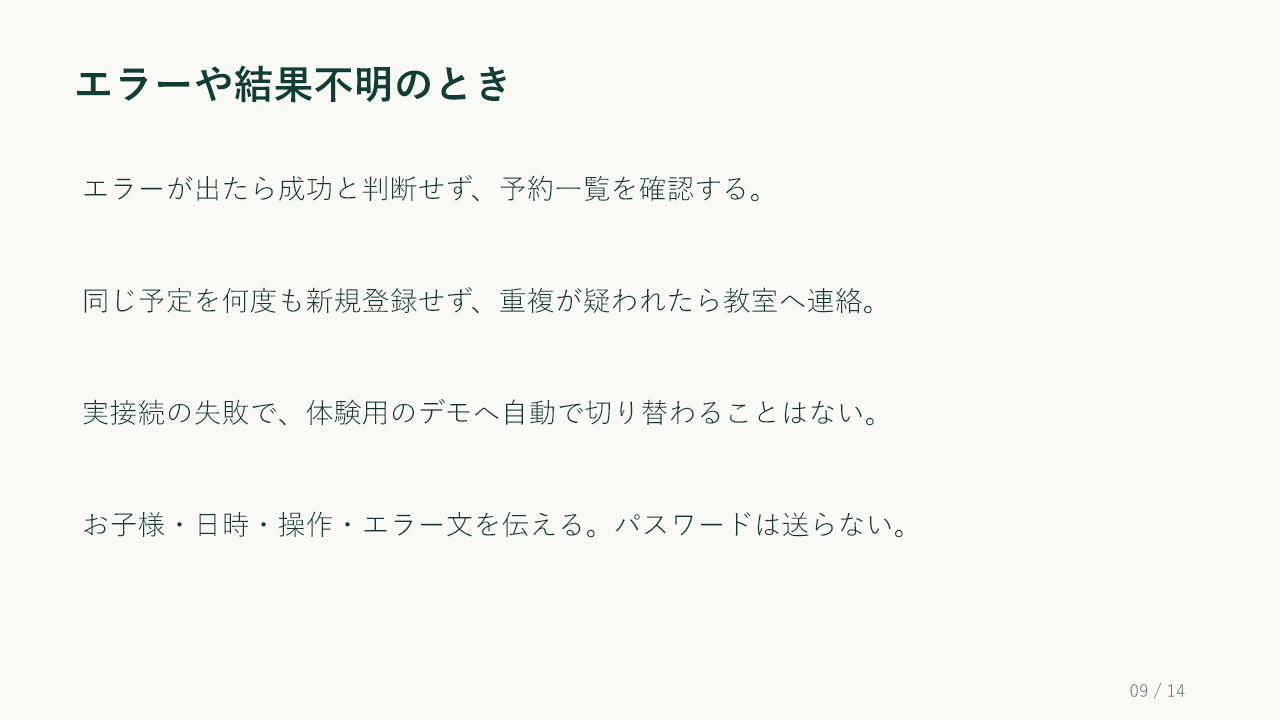 エラーや結果不明のとき
エラーが出たら成功と判断せず、予約一覧を確認する。
同じ予定を何度も新規登録せず、重複が疑われたら教室へ連絡。
実接続の失敗で、体験用のデモへ自動で切り替わることはない。
お子様・日時・操作・エラー文を伝える。パスワードは送らない。
09 / 14